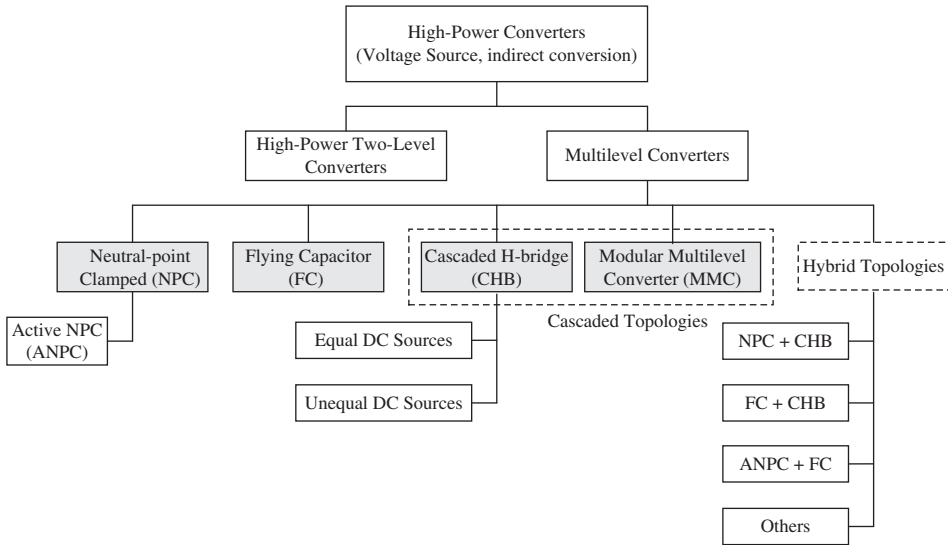 High-Power Converters
(Voltage Source, indirect conversion)
High-Power Two-Level
Converters
Multilevel Converters
Neutral-point
Clamped (NPC)
Flying Capacitor
(FC)
Cascaded H-bridge
(CHB)
Modular Multilevel
Converter (MMC)
Hybrid Topologies
Cascaded Topologies
Active NPC
(ANPC)
Equal DC Sources
Unequal DC Sources
NPC + CHB
FC + CHB
ANPC + FC
Others